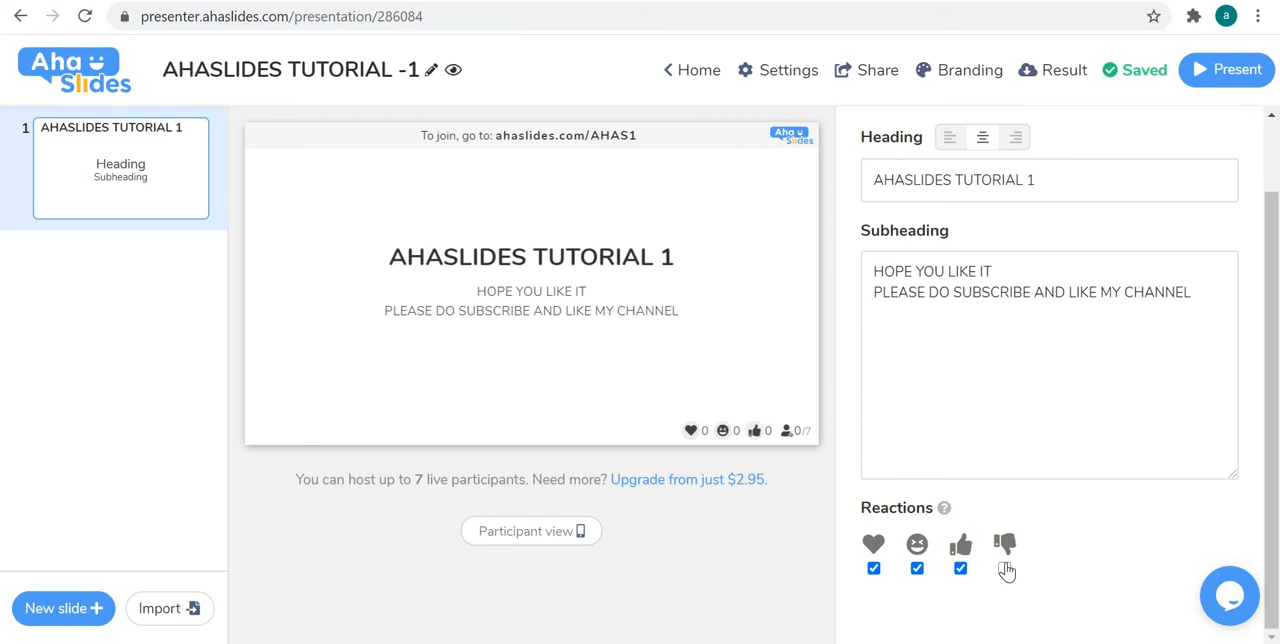 presenter.ahaslides.com/presentation/286084
a
Aha
Slides
AHASLIDES TUTORIAL -1
Home
Settings
Share
Branding
Result
Saved
Present
1
AHASLIDES TUTORIAL 1
Heading
Subheading
To join, go to: ahaslides.com/AHAS1
Aha
Slides
AHASLIDES TUTORIAL 1
HOPE YOU LIKE IT
PLEASE DO SUBSCRIBE AND LIKE MY CHANNEL
0 0 0 0/7
You can host up to 7 live participants. Need more? Upgrade from just $2.95.
Participant view
Heading
AHASLIDES TUTORIAL 1
Subheading
HOPE YOU LIKE IT
PLEASE DO SUBSCRIBE AND LIKE MY CHANNEL
Reactions ?
New slide +
Import